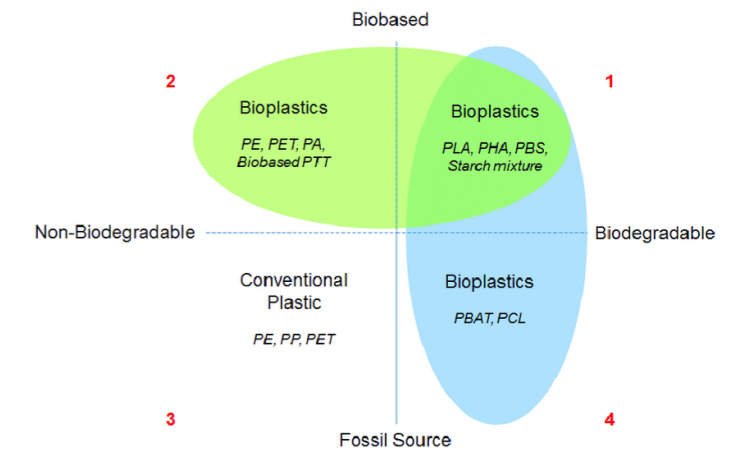 Biobased
2
1
Bioplastics
PE, PET, PA,
Biobased PTT
Bioplastics
PLA, PHA, PBS,
Starch mixture
Non-Biodegradable
Biodegradable
Conventional
Plastic
PE, PP, PET
Bioplastics
PBAT, PCL
3
4
Fossil Source